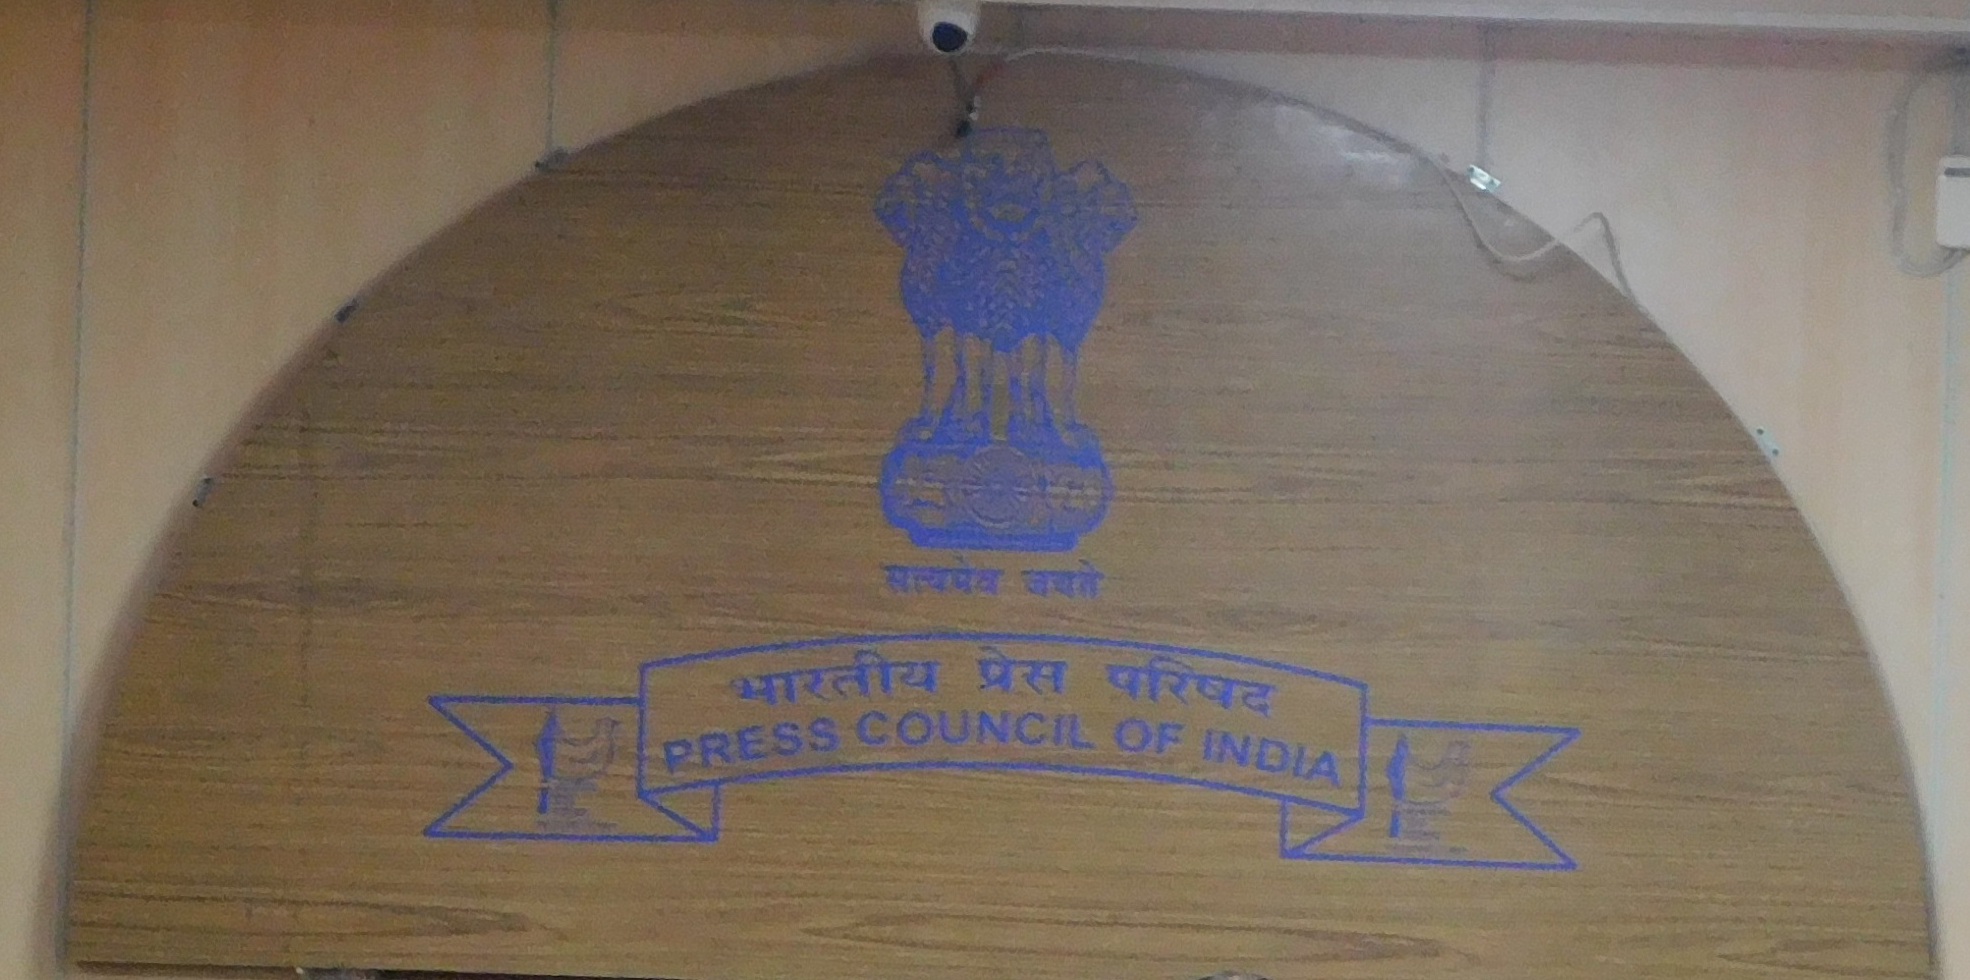 सत्यमेव जयते
भारतीय प्रेस परिषद
PRESS COUNCIL OF INDIA